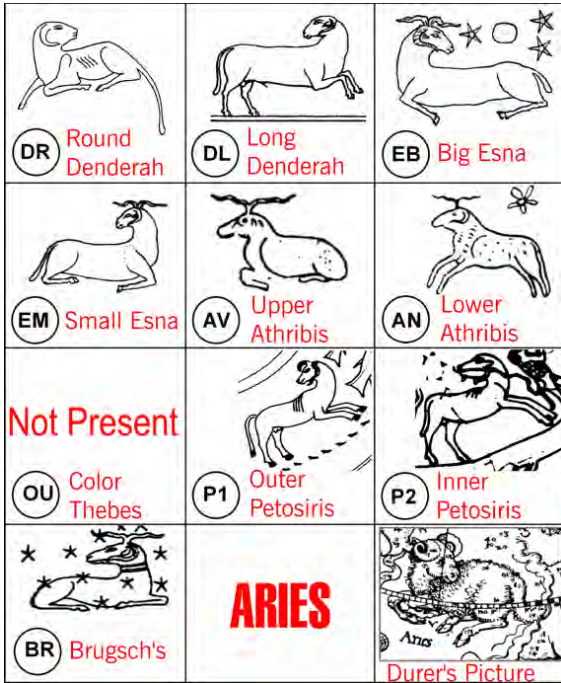 DR Round
Denderah
DL Long
Denderah
EB Big Esna
EM Small Esna
AV Upper
Athribis
AN Lower
Athribis
Not Present
OU Color
Thebes
P1 Outer
Petosiris
P2 Inner
Petosiris
BR Brugsch's
ARIES
Aries
Durer's Picture